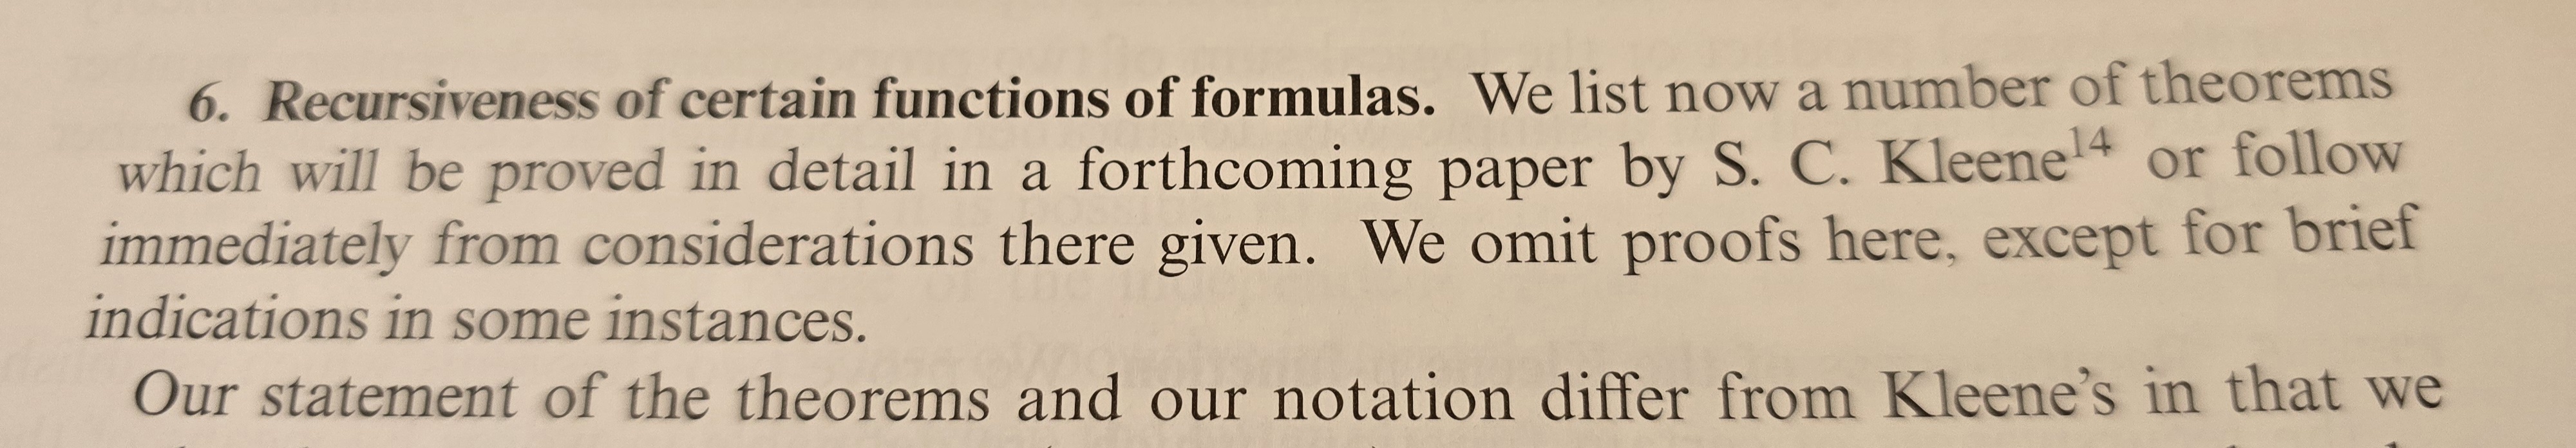 6. Recursiveness of certain functions of formulas. We list now a number of theorems
which will be proved in detail in a forthcoming paper by S. C. Kleene¹⁴ or follow
immediately from considerations there given. We omit proofs here, except for brief
indications in some instances.
Our statement of the theorems and our notation differ from Kleene’s in that we